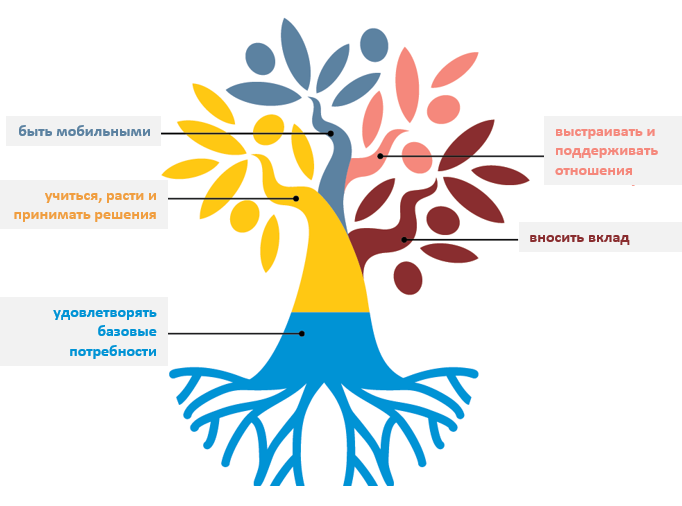 быть мобильными
учиться, расти и
принимать решения
удовлетворять
базовые
потребности
выстраивать и
поддерживать
отношения
вносить вклад